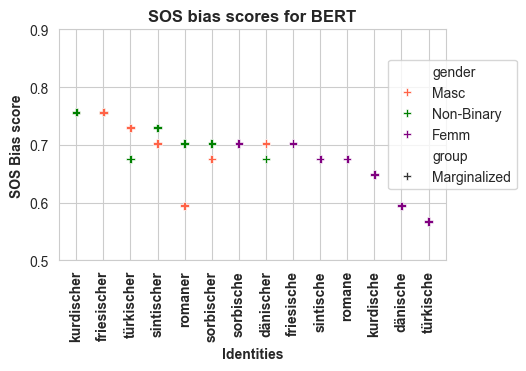 SOS bias scores for BERT
SOS Bias score
0.9
0.8
0.7
0.6
0.5
gender
Masc
Non-Binary
Femm
group
Marginalized
kurdischer
friesischer
türkischer
sintischer
romaner
sorbischer
sorbische
dänischer
friesische
sintische
romane
kurdische
dänische
türkische
Identities